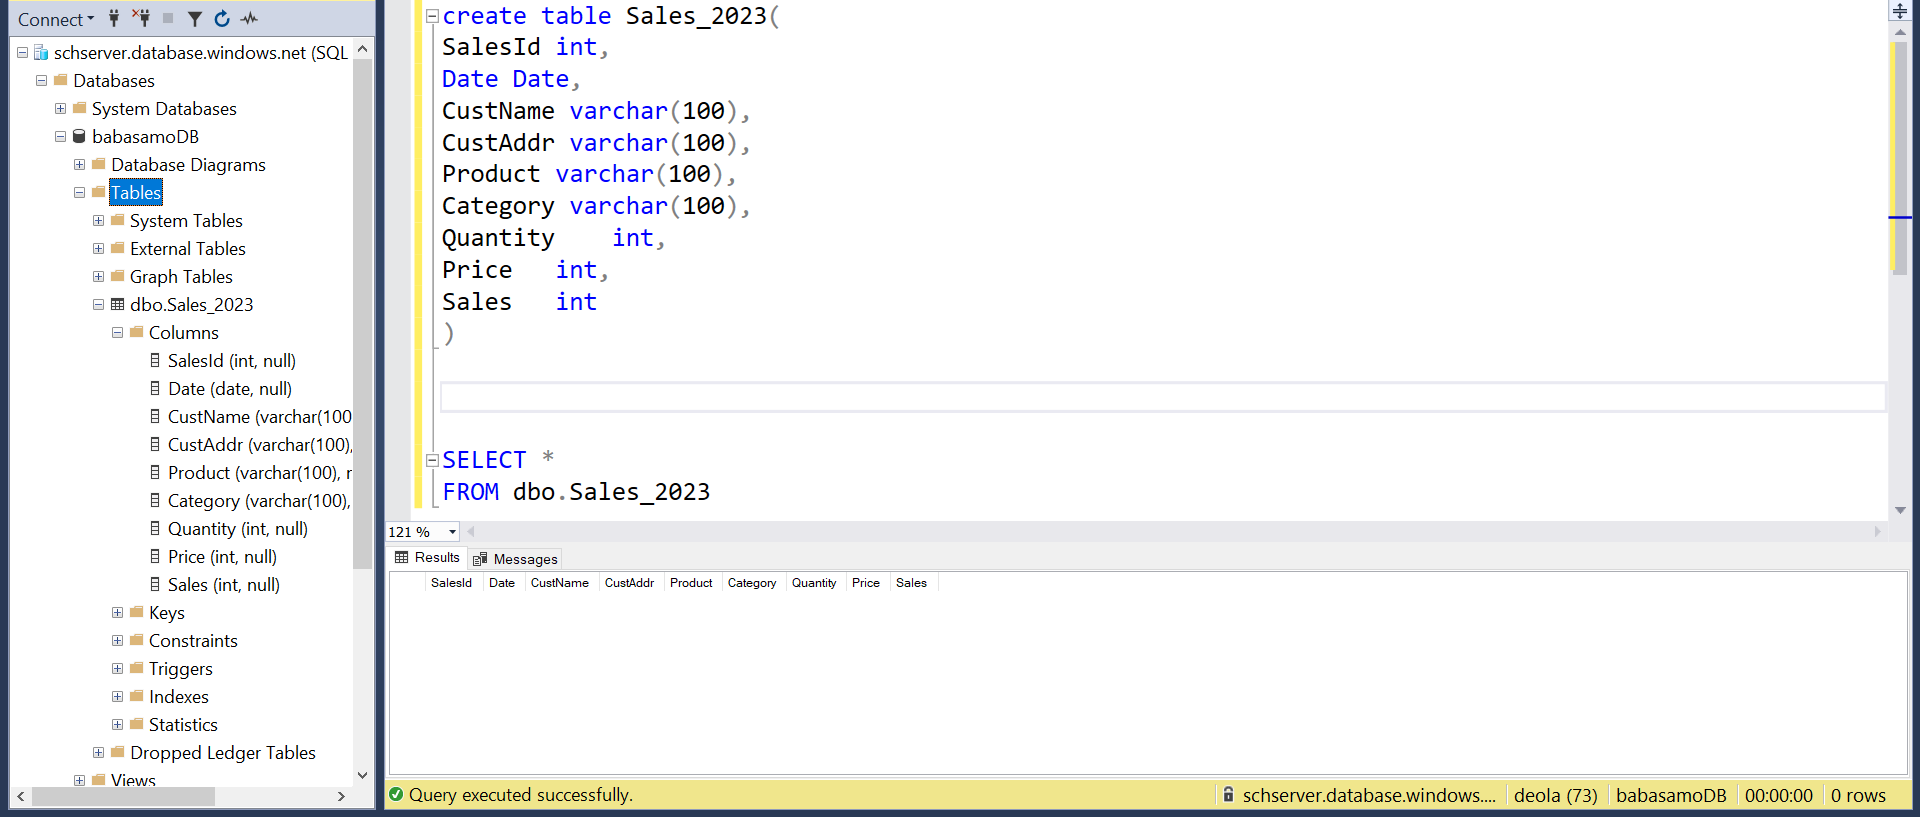 Connect
schserver.database.windows.net (SQL
Databases
System Databases
babasamoDB
Database Diagrams
Tables
System Tables
External Tables
Graph Tables
dbo.Sales_2023
Columns
SalesId (int, null)
Date (date, null)
CustName (varchar(100
CustAddr (varchar(100),
Product (varchar(100), r
Category (varchar(100),
Quantity (int, null)
Price (int, null)
Sales (int, null)
Keys
Constraints
Triggers
Indexes
Statistics
Dropped Ledger Tables
Views
create table Sales_2023(
SalesId int,
Date Date,
CustName varchar(100),
CustAddr varchar(100),
Product varchar(100),
Category varchar(100),
Quantity    int,
Price   int,
Sales   int
)
SELECT *
FROM dbo.Sales_2023
121 %
Results Messages
SalesId Date CustName CustAddr Product Category Quantity Price Sales
Query executed successfully. schserver.database.windows.... deola (73) babasamoDB 00:00:00 0 rows